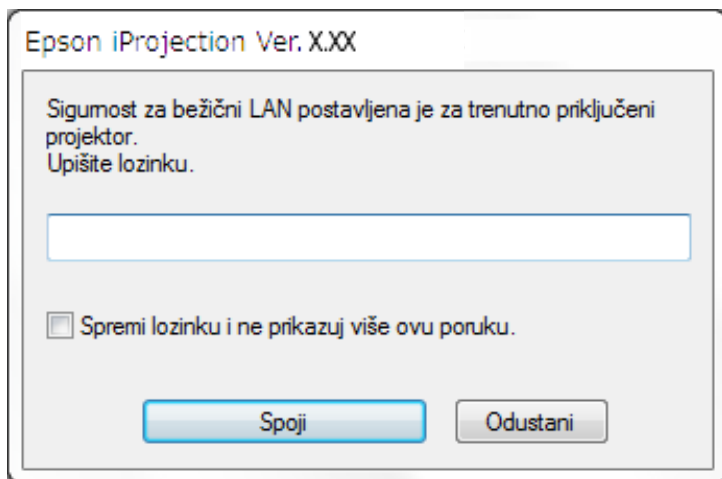 Epson iProjection Ver. X.XX
Sigurnost za bežični LAN postavljena je za trenutno priključeni
projektor.
Upišite lozinku.
Spremi lozinku i ne prikazuj više ovu poruku.
Spoji
Odustani